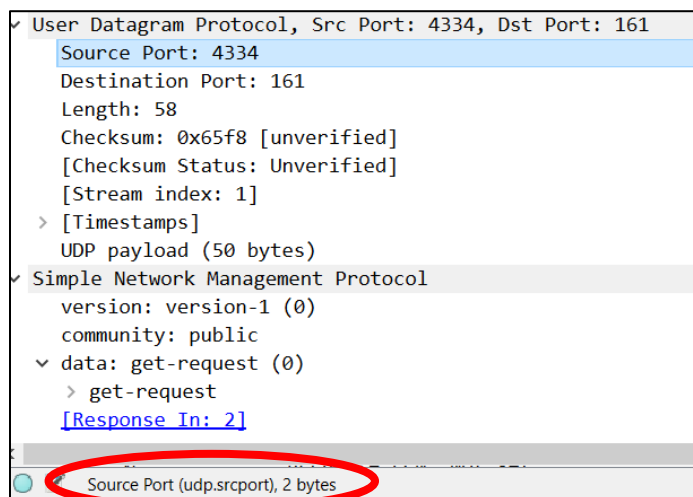 User Datagram Protocol, Src Port: 4334, Dst Port: 161
Source Port: 4334
Destination Port: 161
Length: 58
Checksum: 0x65f8 [unverified]
[Checksum Status: Unverified]
[Stream index: 1]
[Timestamps]
UDP payload (50 bytes)
Simple Network Management Protocol
version: version-1 (0)
community: public
data: get-request (0)
get-request
[Response In: 2]
Source Port (udp.srcport), 2 bytes